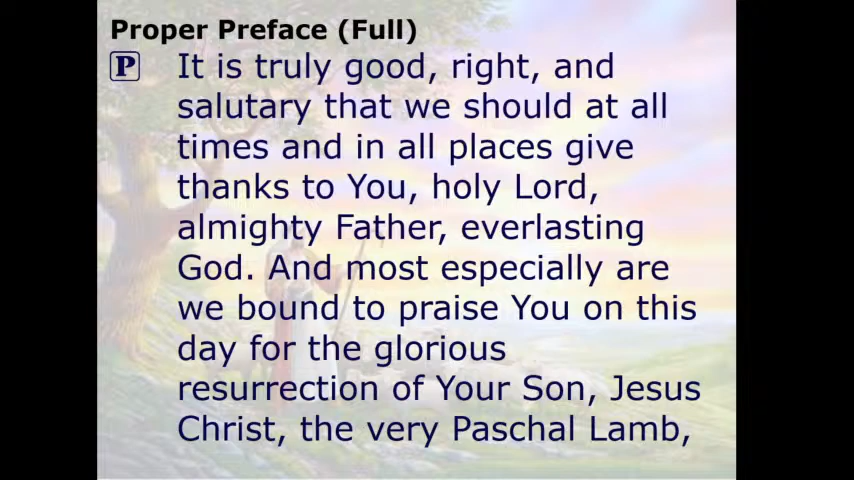 Proper Preface (Full)
P It is truly good, right, and
salutary that we should at all
times and in all places give
thanks to You, holy Lord,
almighty Father, everlasting
God. And most especially are
we bound to praise You on this
day for the glorious
resurrection of Your Son, Jesus
Christ, the very Paschal Lamb,